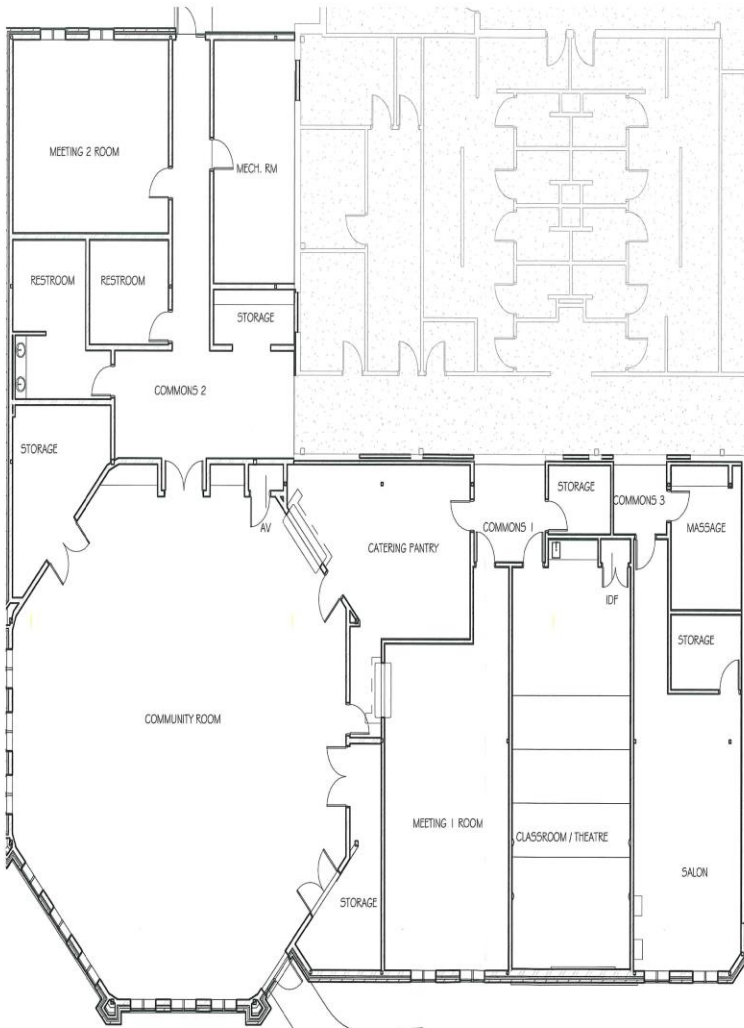 MEETING 2 ROOM
MECH. RM
RESTROOM
RESTROOM
STORAGE
COMMONS 2
STORAGE
AV
CATERING PANTRY
COMMONS 1
STORAGE
COMMONS 3
MASSAGE
IDF
STORAGE
COMMUNITY ROOM
MEETING 1 ROOM
CLASSROOM / THEATRE
SALON
STORAGE